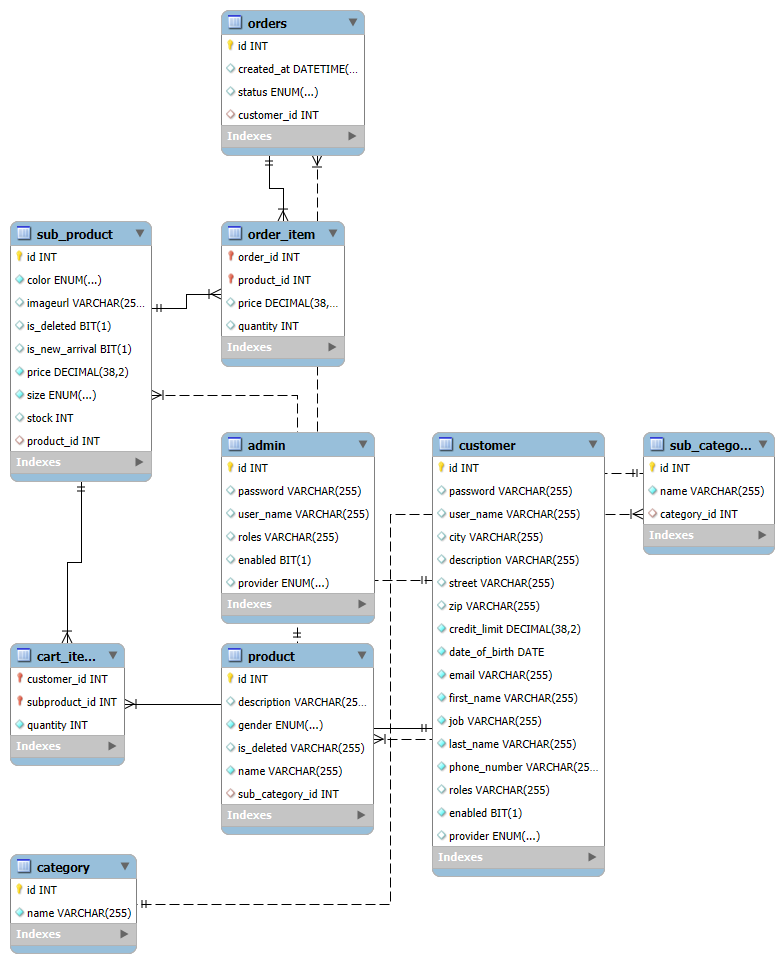 orders
id INT
created_at DATETIME(...
status ENUM(...)
customer_id INT
Indexes
sub_product
id INT
color ENUM(...)
imageurl VARCHAR(25...
is_deleted BIT(1)
is_new_arrival BIT(1)
price DECIMAL(38,2)
size ENUM(...)
stock INT
product_id INT
Indexes
order_item
order_id INT
product_id INT
price DECIMAL(38,...
quantity INT
Indexes
admin
id INT
password VARCHAR(255)
user_name VARCHAR(255)
roles VARCHAR(255)
enabled BIT(1)
provider ENUM(...)
Indexes
customer
id INT
password VARCHAR(255)
user_name VARCHAR(255)
city VARCHAR(255)
description VARCHAR(255)
street VARCHAR(255)
zip VARCHAR(255)
credit_limit DECIMAL(38,2)
date_of_birth DATE
email VARCHAR(255)
first_name VARCHAR(255)
job VARCHAR(255)
last_name VARCHAR(255)
phone_number VARCHAR(25...
roles VARCHAR(255)
enabled BIT(1)
provider ENUM(...)
Indexes
sub_catego...
id INT
name VARCHAR(255)
category_id INT
Indexes
cart_ite...
customer_id INT
subproduct_id INT
quantity INT
Indexes
product
id INT
description VARCHAR(25...
gender ENUM(...)
is_deleted VARCHAR(255)
name VARCHAR(255)
sub_category_id INT
Indexes
category
id INT
name VARCHAR(255)
Indexes